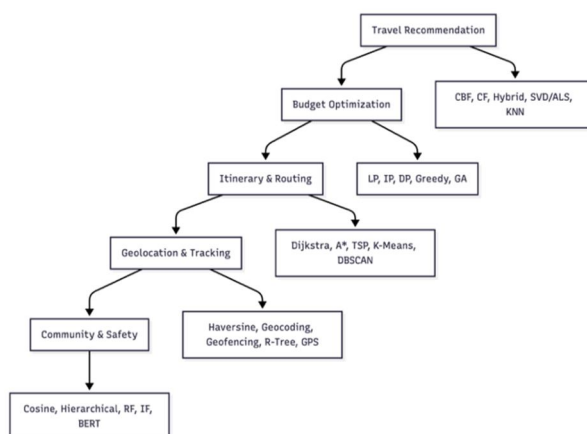 Travel Recommendation
CBF, CF, Hybrid, SVD/ALS,
KNN
Budget Optimization
LP, IP, DP, Greedy, GA
Itinerary & Routing
Dijkstra, A*, TSP, K-Means,
DBSCAN
Geolocation & Tracking
Haversine, Geocoding,
Geofencing, R-Tree, GPS
Community & Safety
Cosine, Hierarchical, RF, IF,
BERT